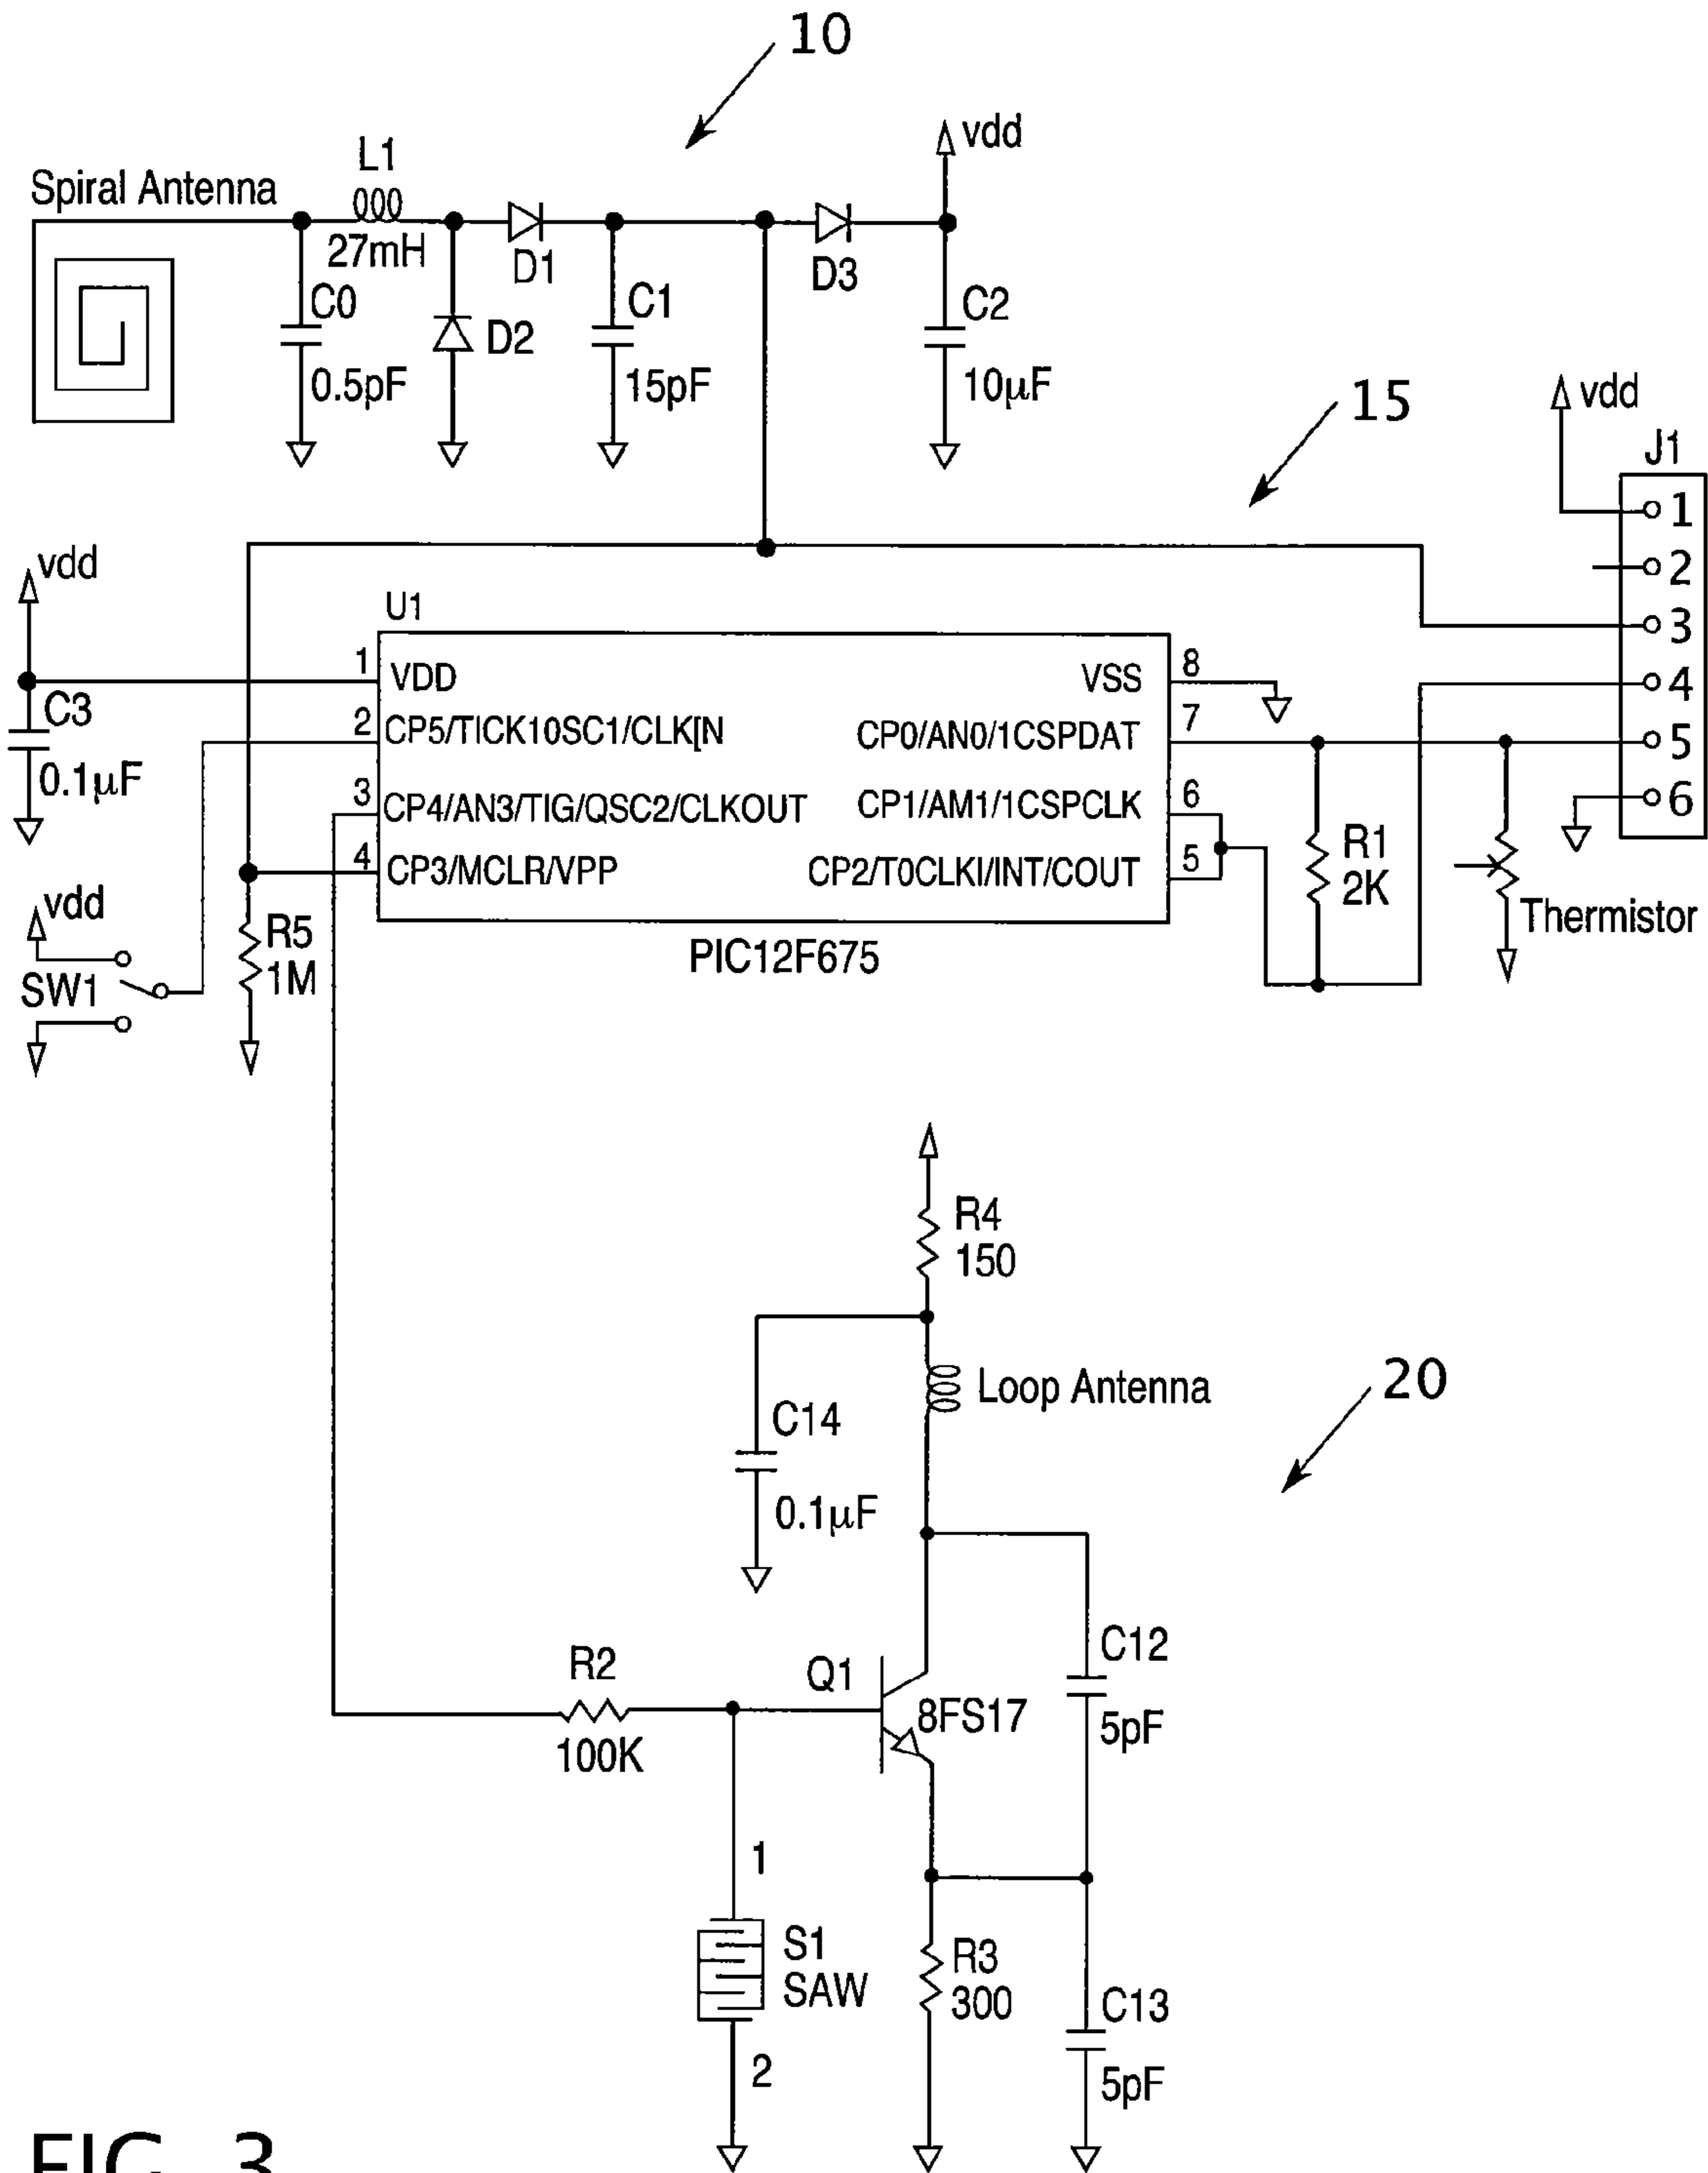 10
vdd
L1
Spiral Antenna
27mH
D1
D3
C0
C1
C2
D2
0.5pF
15pF
10µF
15
vdd
J1
1
2
3
4
5
6
vdd
U1
1
VDD
VSS
8
C3
2
CP5/TICK10SC1/CLK[N
CP0/AN0/1CSPDAT
7
0.1µF
3
CP4/AN3/TIG/QSC2/CLKOUT
CP1/AM1/1CSPCLK
6
4
CP3/MCLR/VPP
CP2/T0CLKI/INT/COUT
5
R1
2K
vdd
R5
1M
SW1
PIC12F675
Thermistor
R4
150
Loop Antenna
20
C14
0.1µF
C12
5pF
R2
100K
Q1
8FS17
1
S1
SAW
2
R3
300
C13
5pF
FIG. 3